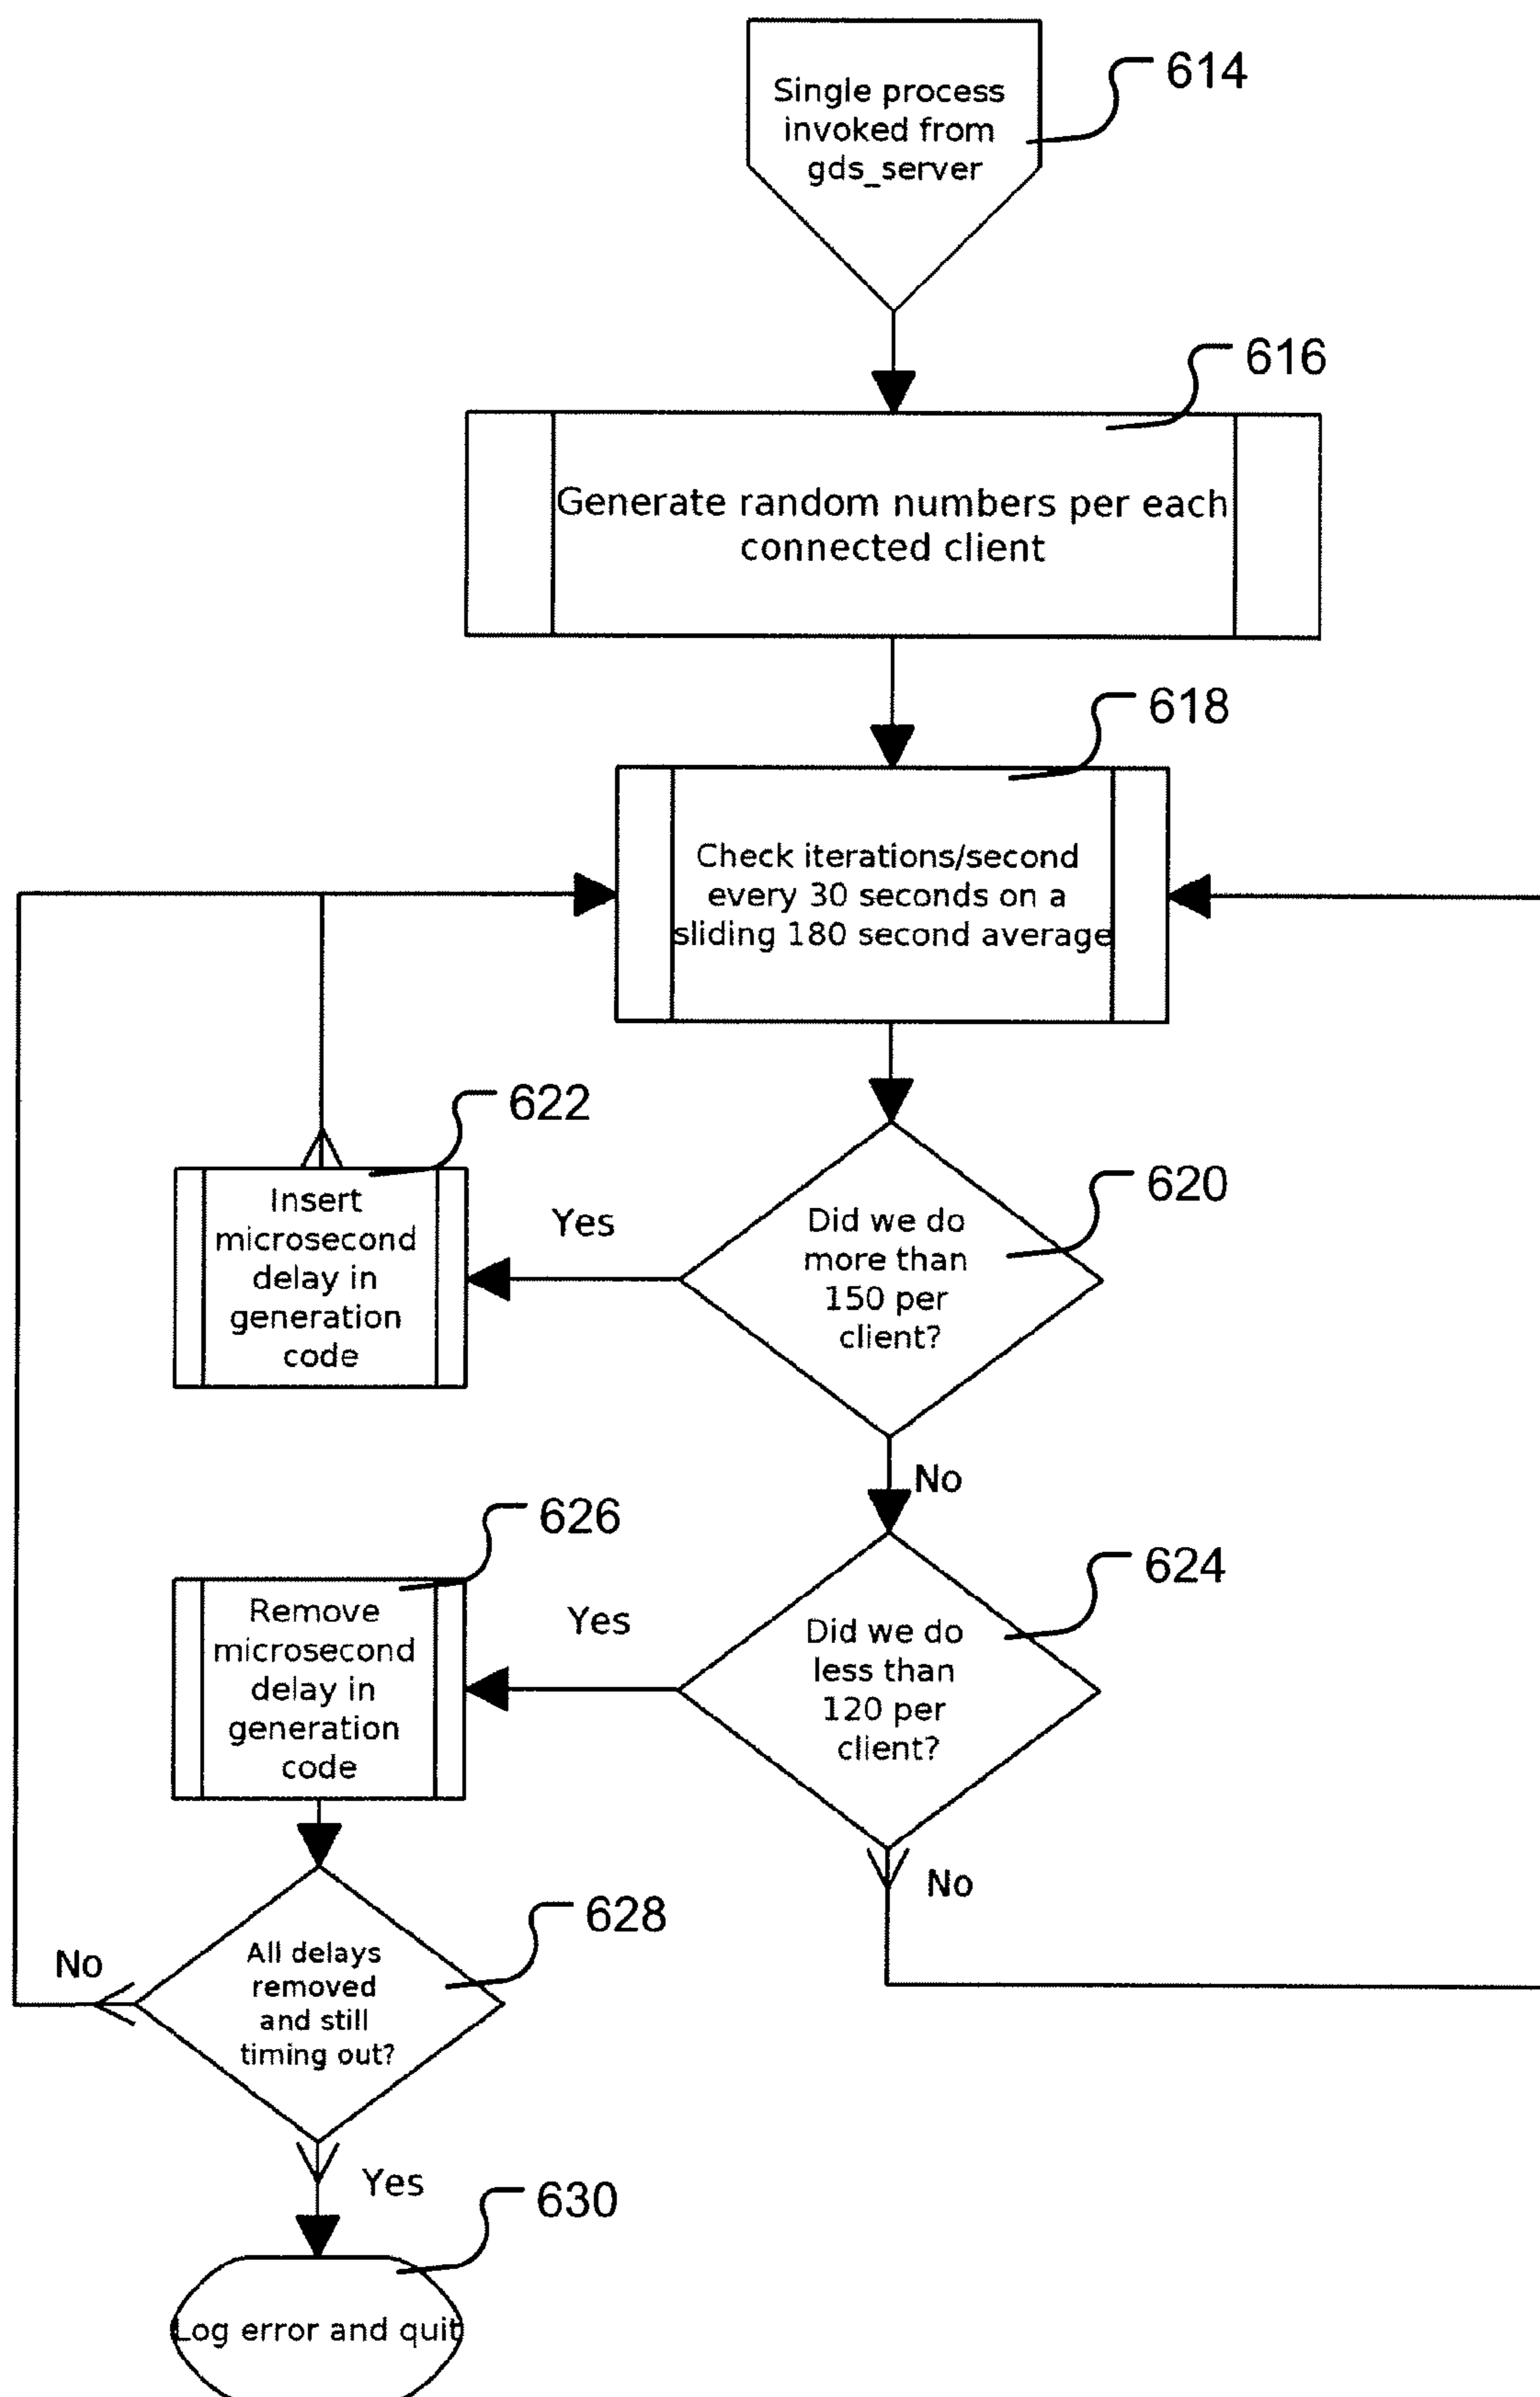 Single process
invoked from
gds_server
614
616
Generate random numbers per each
connected client
618
Check iterations/second
every 30 seconds on a
sliding 180 second average
622
Insert
microsecond
delay in
generation
code
Yes
620
Did we do
more than
150 per
client?
No
626
Remove
microsecond
delay in
generation
code
Yes
624
Did we do
less than
120 per
client?
No
628
All delays
removed
and still
timing out?
No
Yes
630
Log error and quit